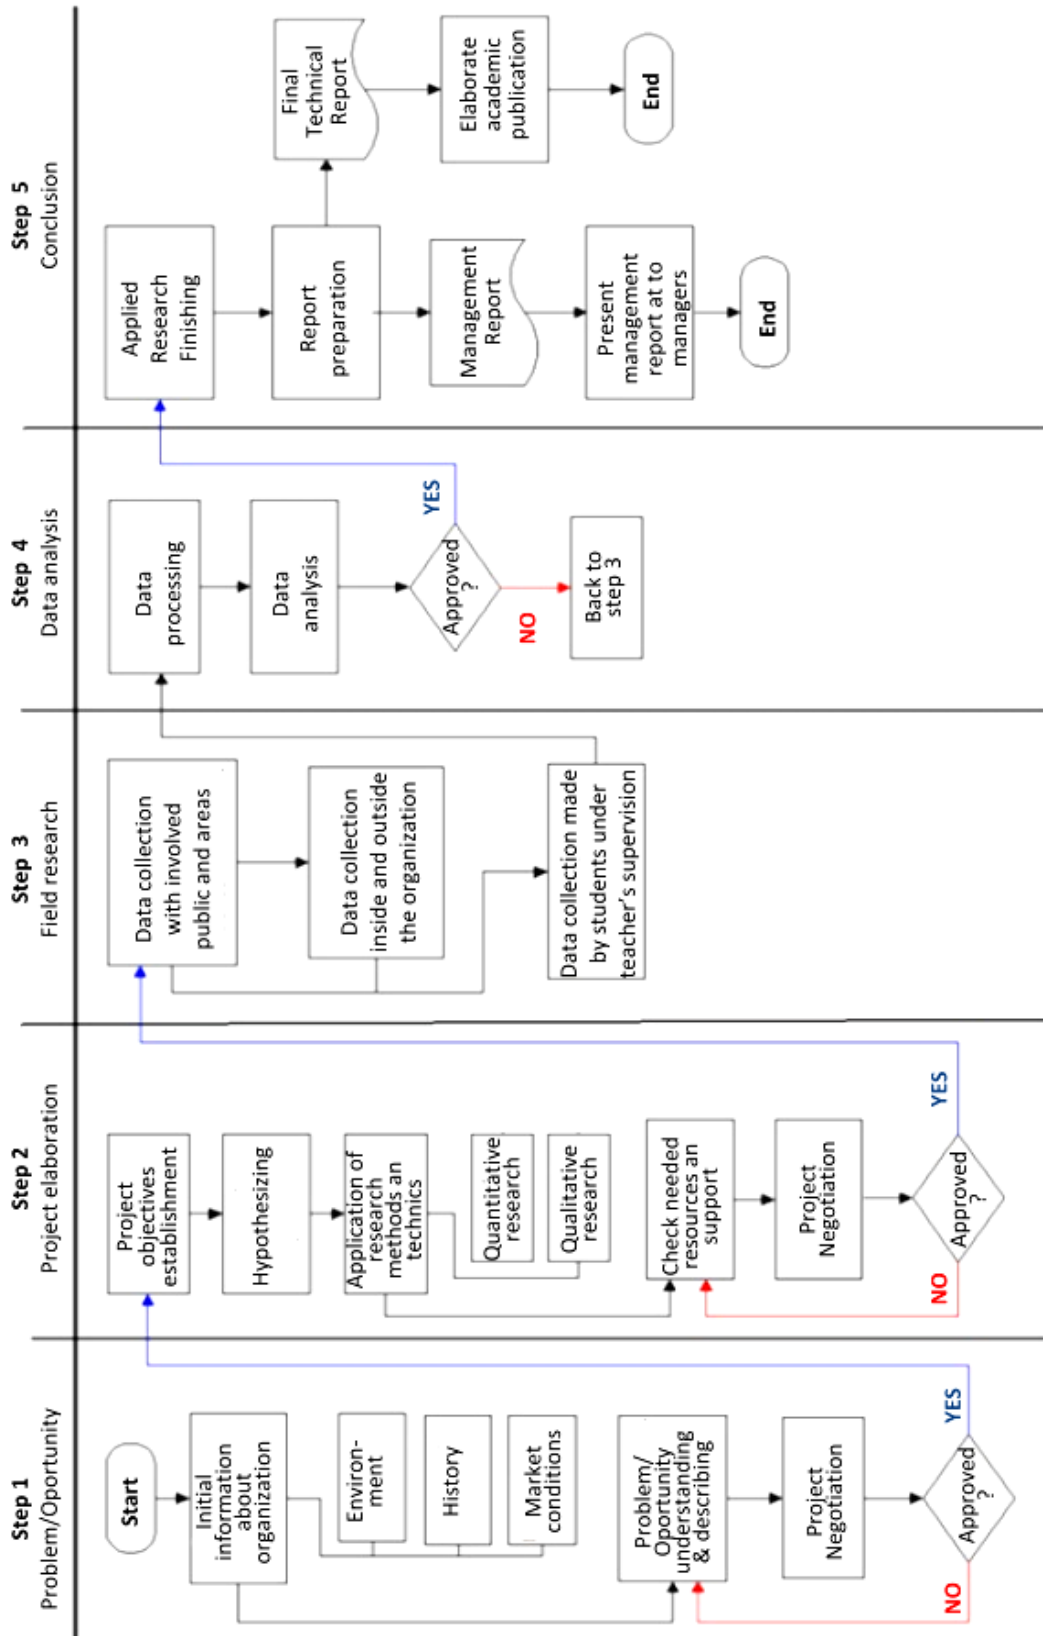 Step 1
Problem/Oportunity
Start
Initial
information
about
organization
Environ-
ment
History
Market
conditions
Problem/
Oportunity
understanding
& describing
Project
Negotiation
Approved
?
YES
NO
Step 2
Project elaboration
Project
objectives
establishment
Hypothesizing
Application of
research
methods an
technics
Quantitative
research
Qualitative
research
Check needed
resources an
support
Project
Negotiation
Approved
?
YES
NO
Step 3
Field research
Data collection
with involved
public and areas
Data collection
inside and outside
the organization
Data collection made
by students under
teacher's supervision
Step 4
Data analysis
Data
processing
Data
analysis
Approved
?
YES
NO
Back to
step 3
Step 5
Conclusion
Applied
Research
Finishing
Report
preparation
Final
Technical
Report
Elaborate
academic
publication
End
Management
Report
Present
management
report at to
managers
End